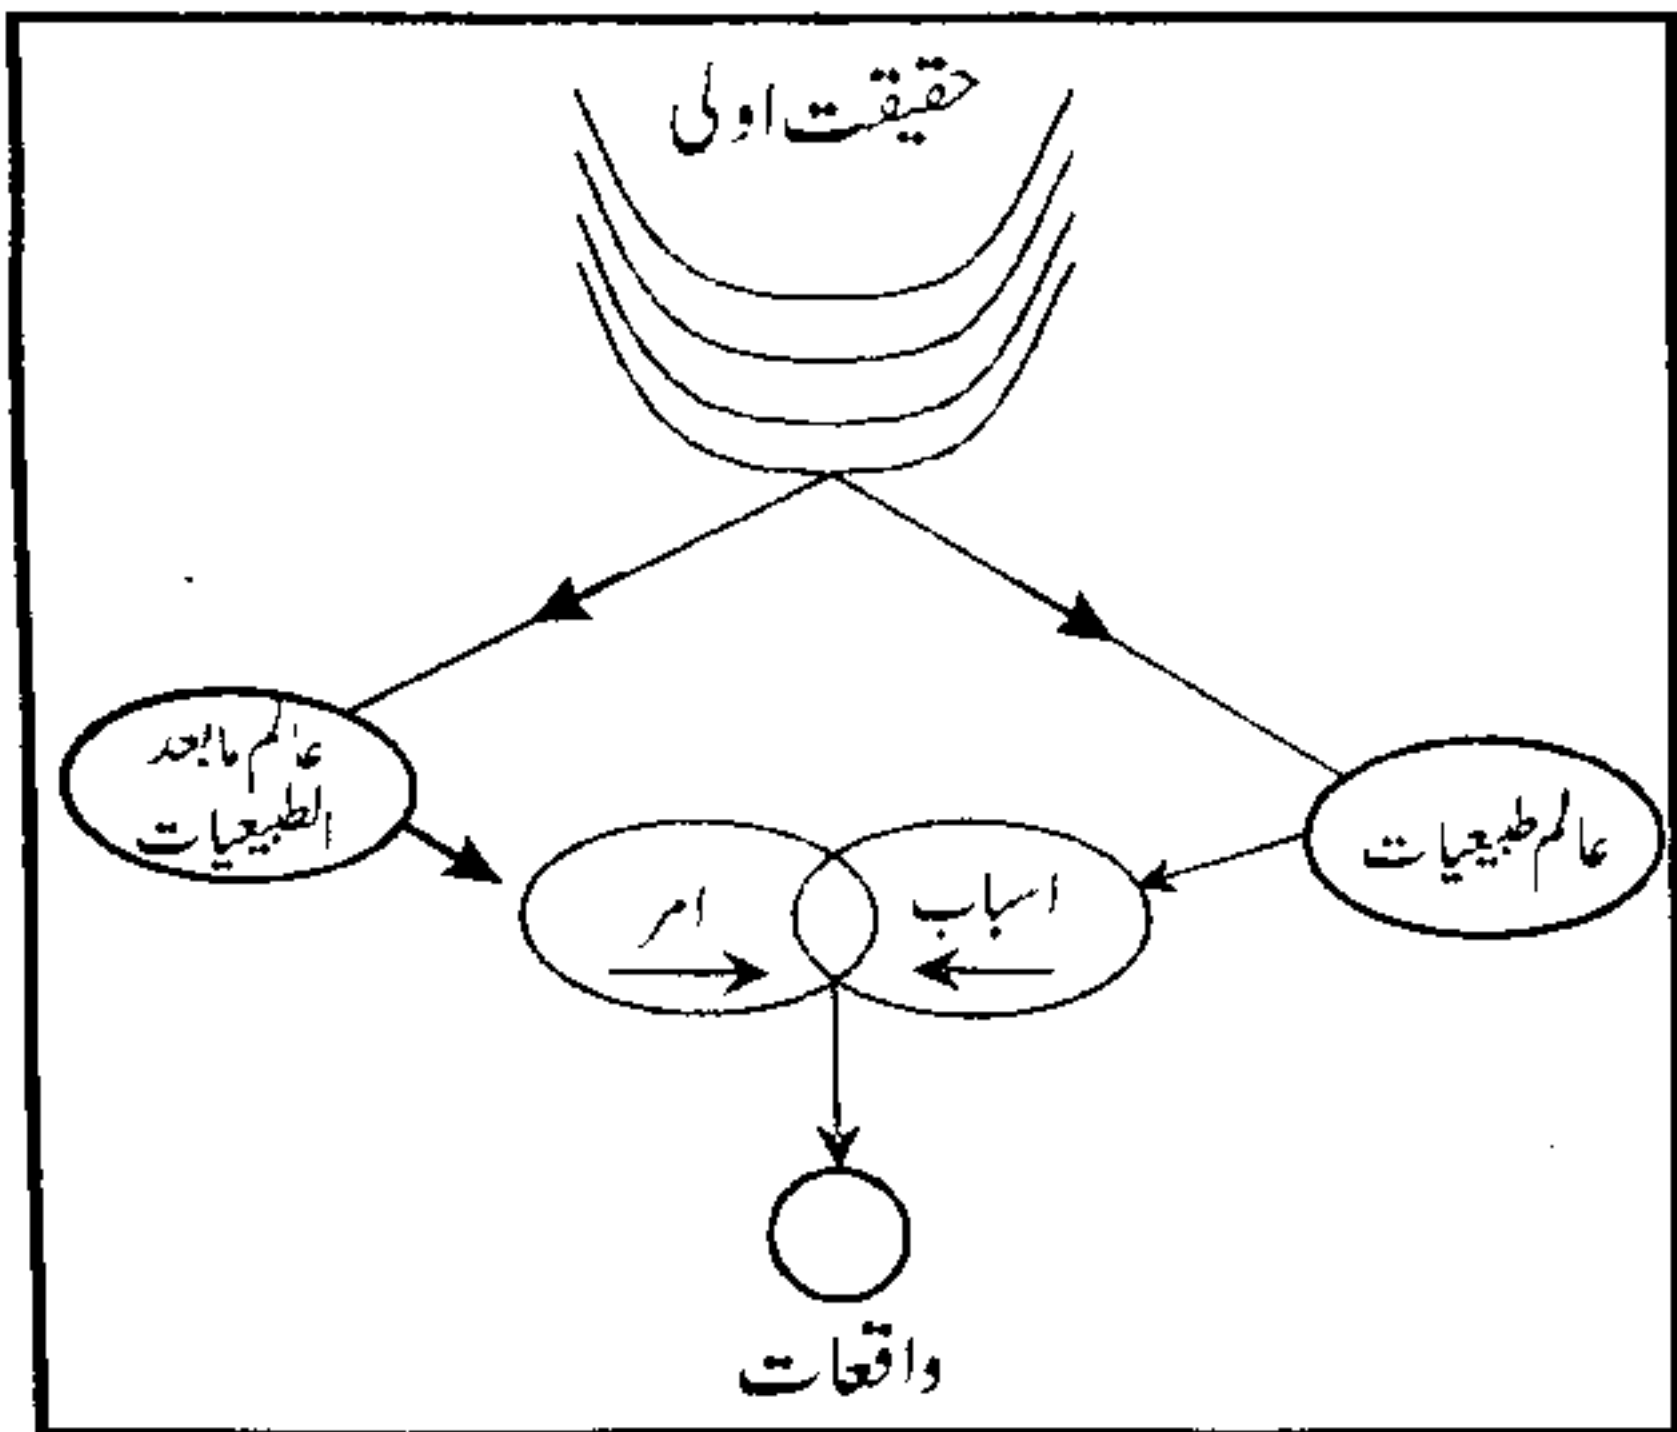 حقیقت اولی
عالم مابعد
الطبیعیات
عالم طبیعیات
اسباب
امر
واقعات